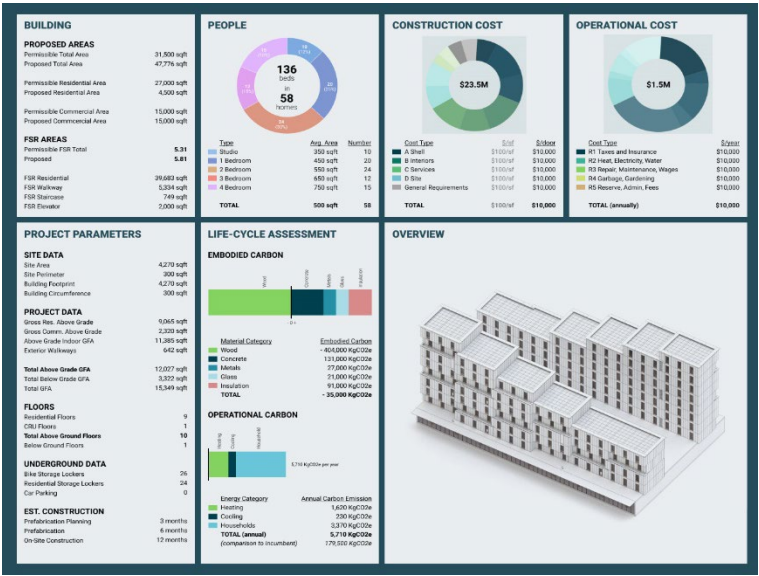 BUILDING
PROPOSED AREAS
Permissible Total Area 31,500 sqft
Proposed Total Area 47,776 sqft
Permissible Residential Area 27,000 sqft
Proposed Residential Area 4,500 sqft
Permissible Commercial Area 15,000 sqft
Proposed Commcercial Area 15,000 sqft
FSR AREAS
Permissible FSR Total 5.31
Proposed 5.81
FSR Residential 39,683 sqft
FSR Walkway 5,334 sqft
FSR Staircase 749 sqft
FSR Elevator 2,000 sqft
PEOPLE
136
beds
in
58
homes
Type Avg. Area Number
Studio 350 sqft 10
1 Bedroom 450 sqft 20
2 Bedroom 550 sqft 24
3 Bedroom 650 sqft 12
4 Bedroom 750 sqft 15
TOTAL 500 sqft 58
CONSTRUCTION COST
$23.5M
Cost Type $/sf $/door
A Shell $100/sf $10,000
B Interiors $100/sf $10,000
C Services $100/sf $10,000
D Site $100/sf $10,000
General Requirements $100/sf $10,000
TOTAL $100/sf $10,000
OPERATIONAL COST
$1.5M
Cost Type $/year
R1 Taxes and Insurance $10,000
R2 Heat, Electricity, Water $10,000
R3 Repair, Maintenance, Wages $10,000
R4 Garbage, Gardening $10,000
R5 Reserve, Admin, Fees $10,000
TOTAL (annually) $10,000
PROJECT PARAMETERS
SITE DATA
Site Area 4,270 sqft
Site Perimeter 300 sqft
Building Footprint 4,270 sqft
Building Circumference 300 sqft
PROJECT DATA
Gross Res. Above Grade 9,065 sqft
Gross Comm. Above Grade 2,320 sqft
Above Grade Indoor GFA 11,385 sqft
Exterior Walkways 642 sqft
Total Above Grade GFA 12,027 sqft
Total Below Grade GFA 3,322 sqft
Total GFA 15,349 sqft
FLOORS
Residential Floors 9
CRU Floors 1
Total Above Ground Floors 10
Below Ground Floors 1
UNDERGROUND DATA
Bike Storage Lockers 26
Residential Storage Lockers 24
Car Parking 0
EST. CONSTRUCTION
Prefabrication Planning 3 months
Prefabrication 6 months
On-Site Construction 12 months
LIFE-CYCLE ASSESSMENT
EMBODIED CARBON
Wood
Concrete
Metals
Glass
Insulation
Material Category Embodied Carbon
Wood - 404,000 KgCO2e
Concrete 131,000 KgCO2e
Metals 27,000 KgCO2e
Glass 21,000 KgCO2e
Insulation 91,000 KgCO2e
TOTAL - 35,000 KgCO2e
OPERATIONAL CARBON
Heating
Cooling
Household
5,710 KgCO2e per year
Energy Category Annual Carbon Emission
Heating 1,620 KgCO2e
Cooling 230 KgCO2e
Households 3,370 KgCO2e
TOTAL (annual) 5,710 KgCO2e
(comparison to incumbent) 179,500 KgCO2e
OVERVIEW